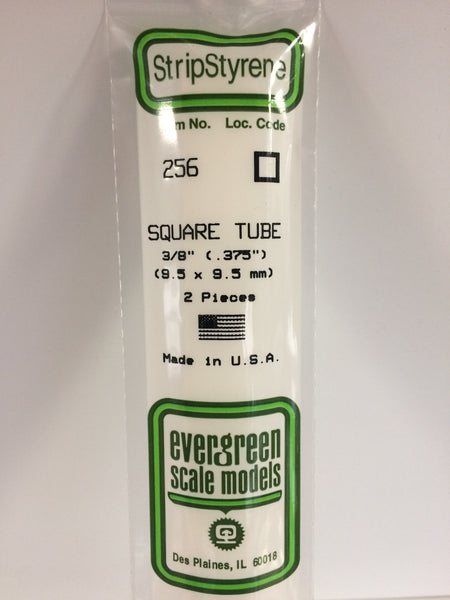 StripStyrene
m No. Loc. Code
256
SQUARE TUBE
3/8" (.375")
(9.5 x 9.5 mm)
2 Pieces
Made in U.S.A.
evergreen
scale models
Des Plaines, IL 60018